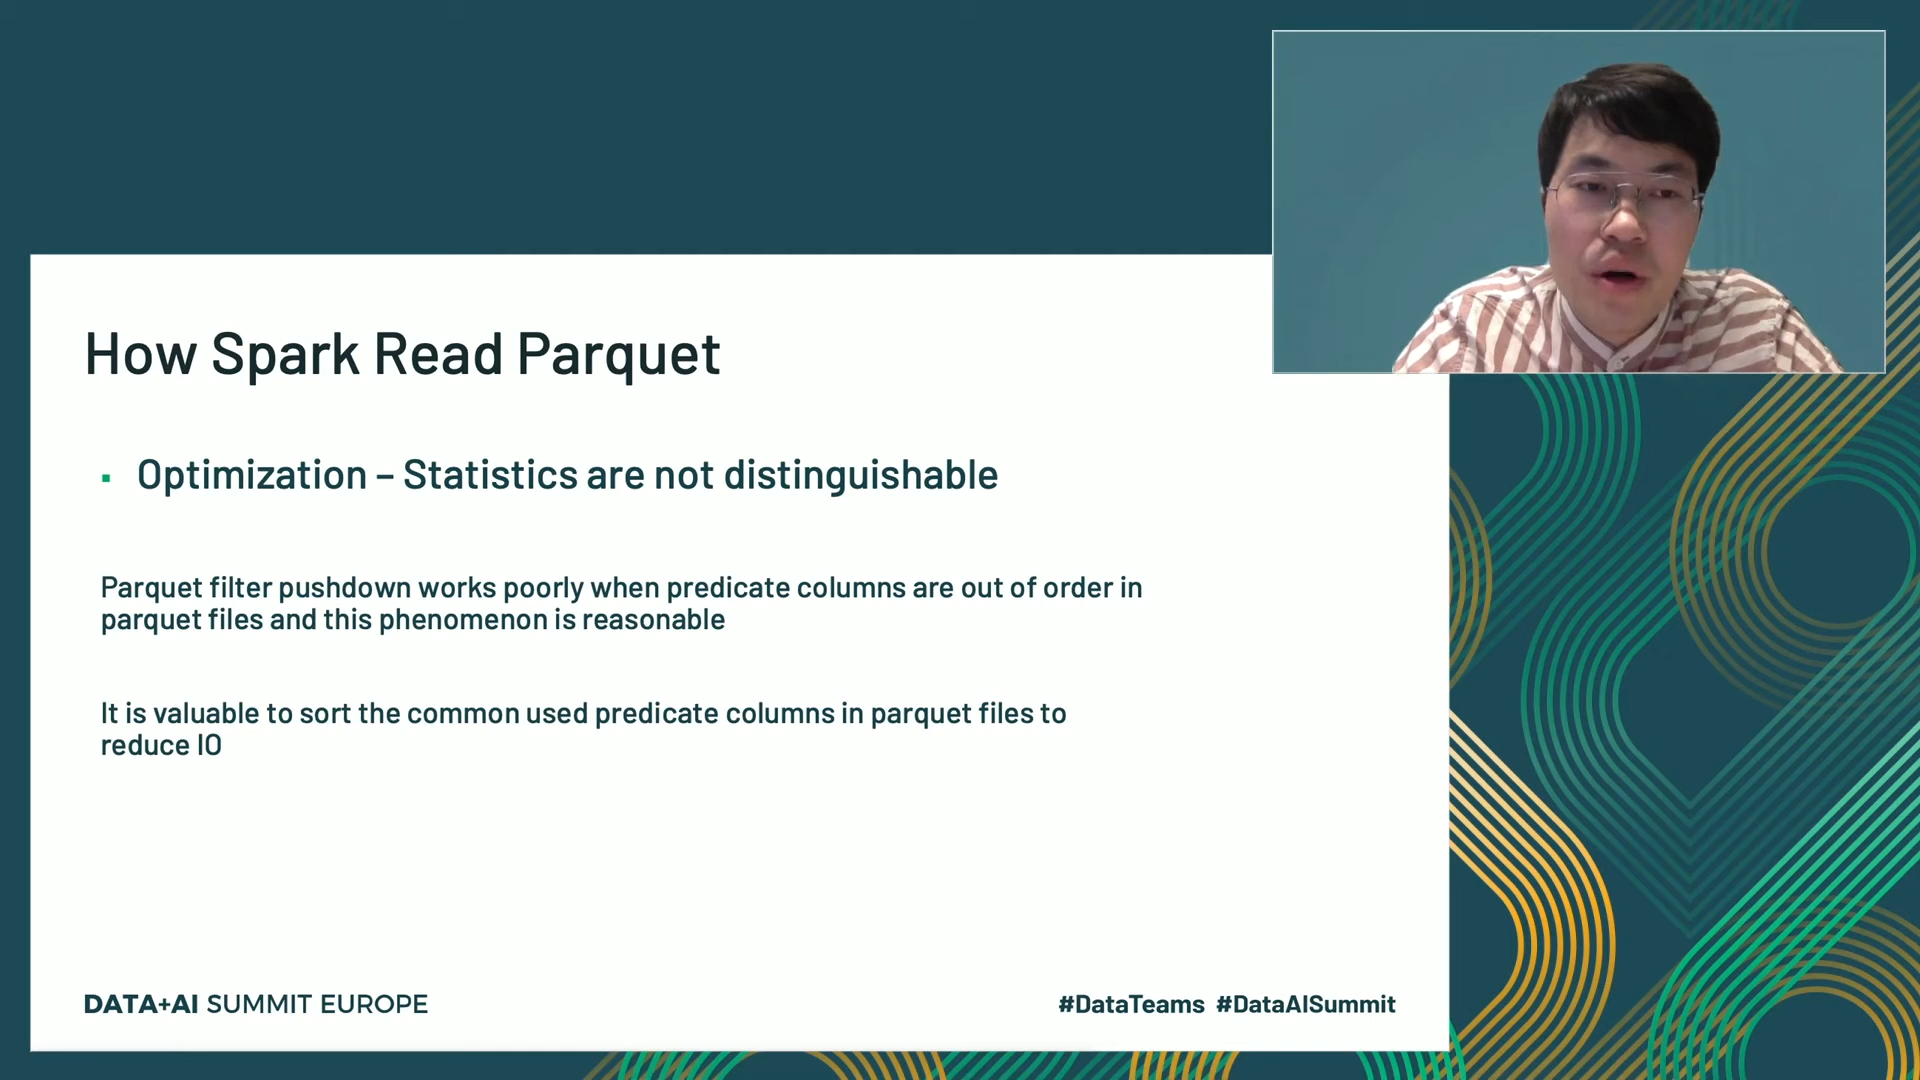 How Spark Read Parquet
Optimization – Statistics are not distinguishable
Parquet filter pushdown works poorly when predicate columns are out of order in
parquet files and this phenomenon is reasonable
It is valuable to sort the common used predicate columns in parquet files to
reduce IO
DATA+AI SUMMIT EUROPE
#DataTeams #DataAISummit